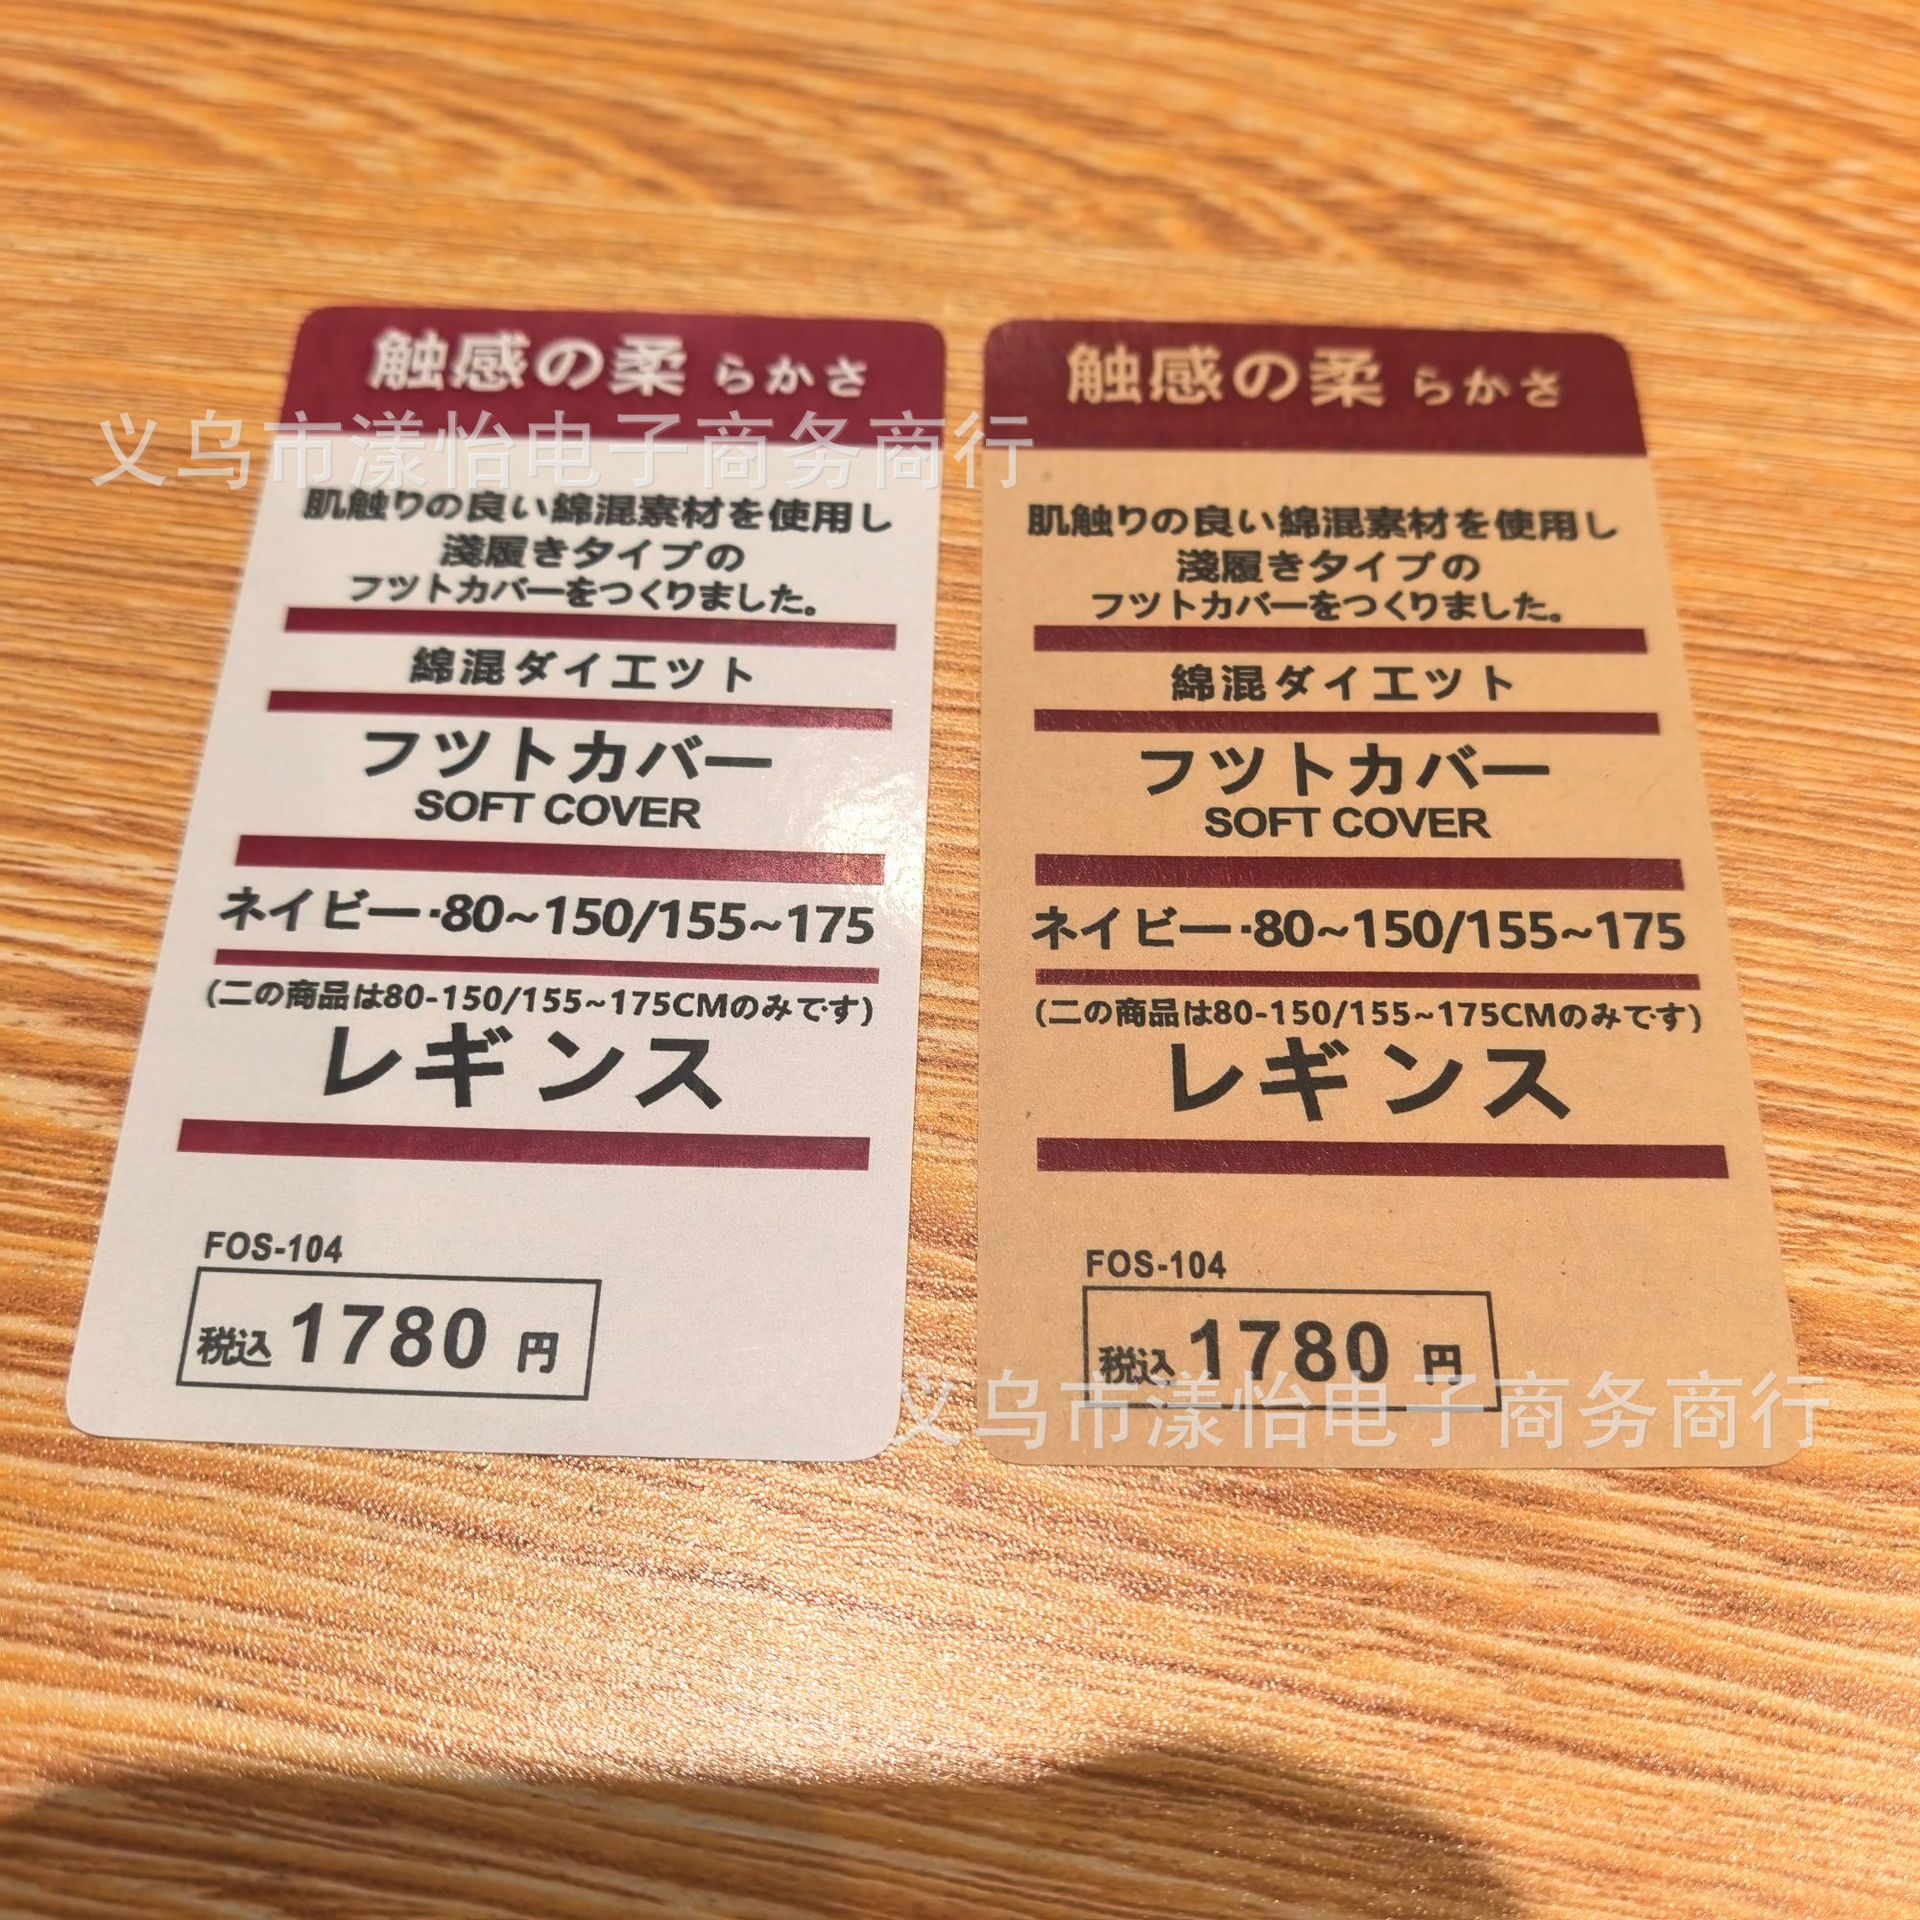 触感の柔 らかさ
肌触りの良い綿混素材を使用し
淺履きタイプの
フツトカバーをつくりました。
綿混ダイエット
フツトカバー
SOFT COVER
ネイビー·80~150/155~175
(二の商品は80-150/155~175CMのみです)
レギンス
FOS-104
税込 1780 円
触感の柔 らかさ
肌触りの良い綿混素材を使用し
淺履きタイプの
フツトカバーをつくりました。
綿混ダイエット
フツトカバー
SOFT COVER
ネイビー·80~150/155~175
(二の商品は80-150/155~175CMのみです)
レギンス
FOS-104
税込 1780 円
义乌市漾怡电子商务商行
义乌市漾怡电子商务商行